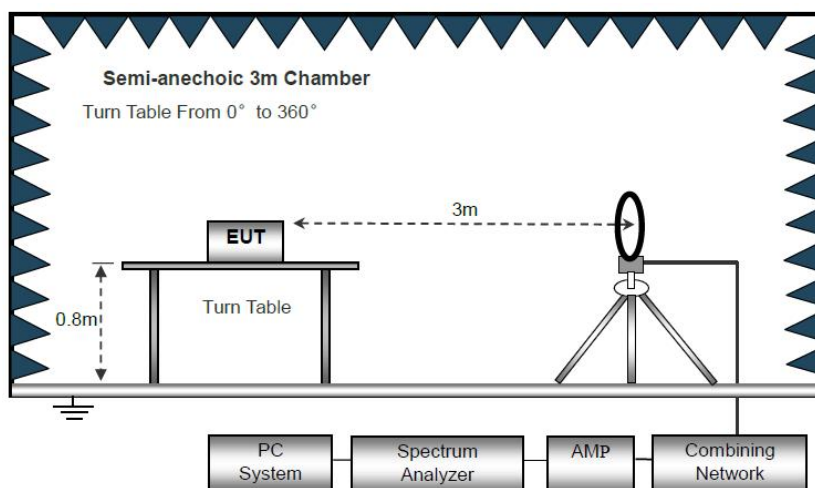 Semi-anechoic 3m Chamber
Turn Table From 0° to 360°
3m
EUT
Turn Table
0.8m
PC
System
Spectrum
Analyzer
AMP
Combining
Network